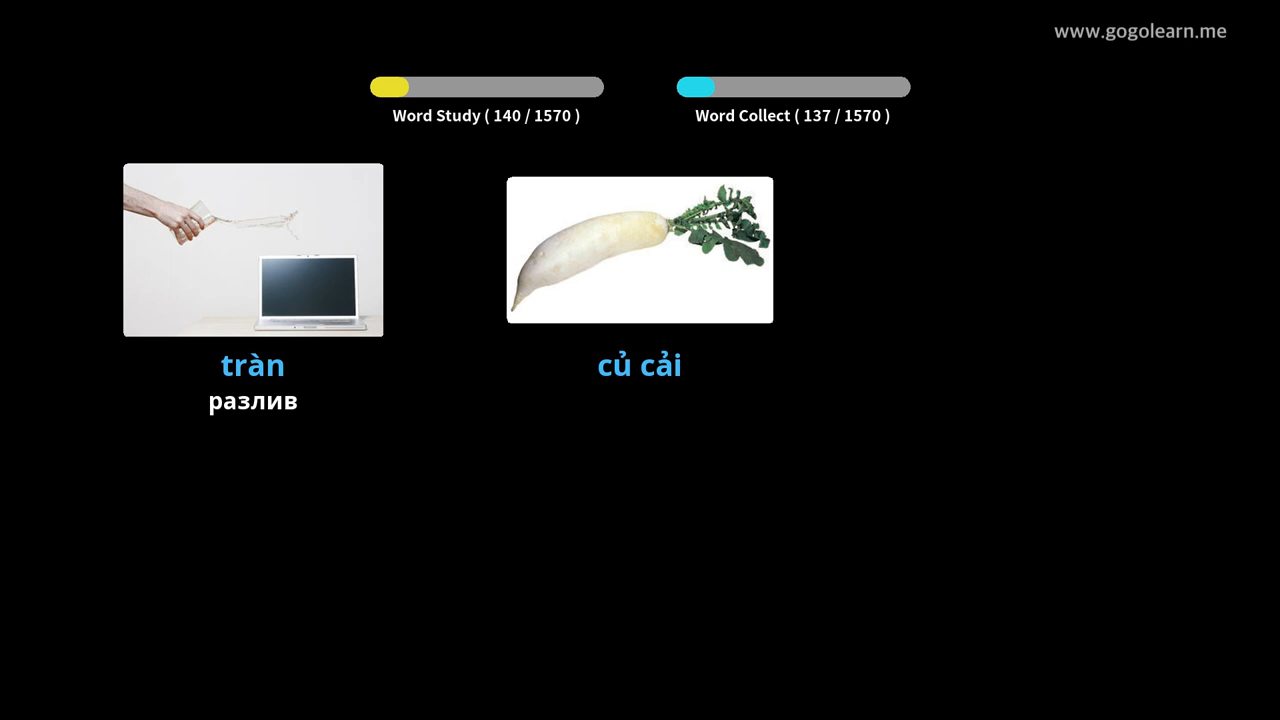 www.gogolearn.me
Word Study ( 140 / 1570 )
Word Collect ( 137 / 1570 )
tràn
разлив
củ cải